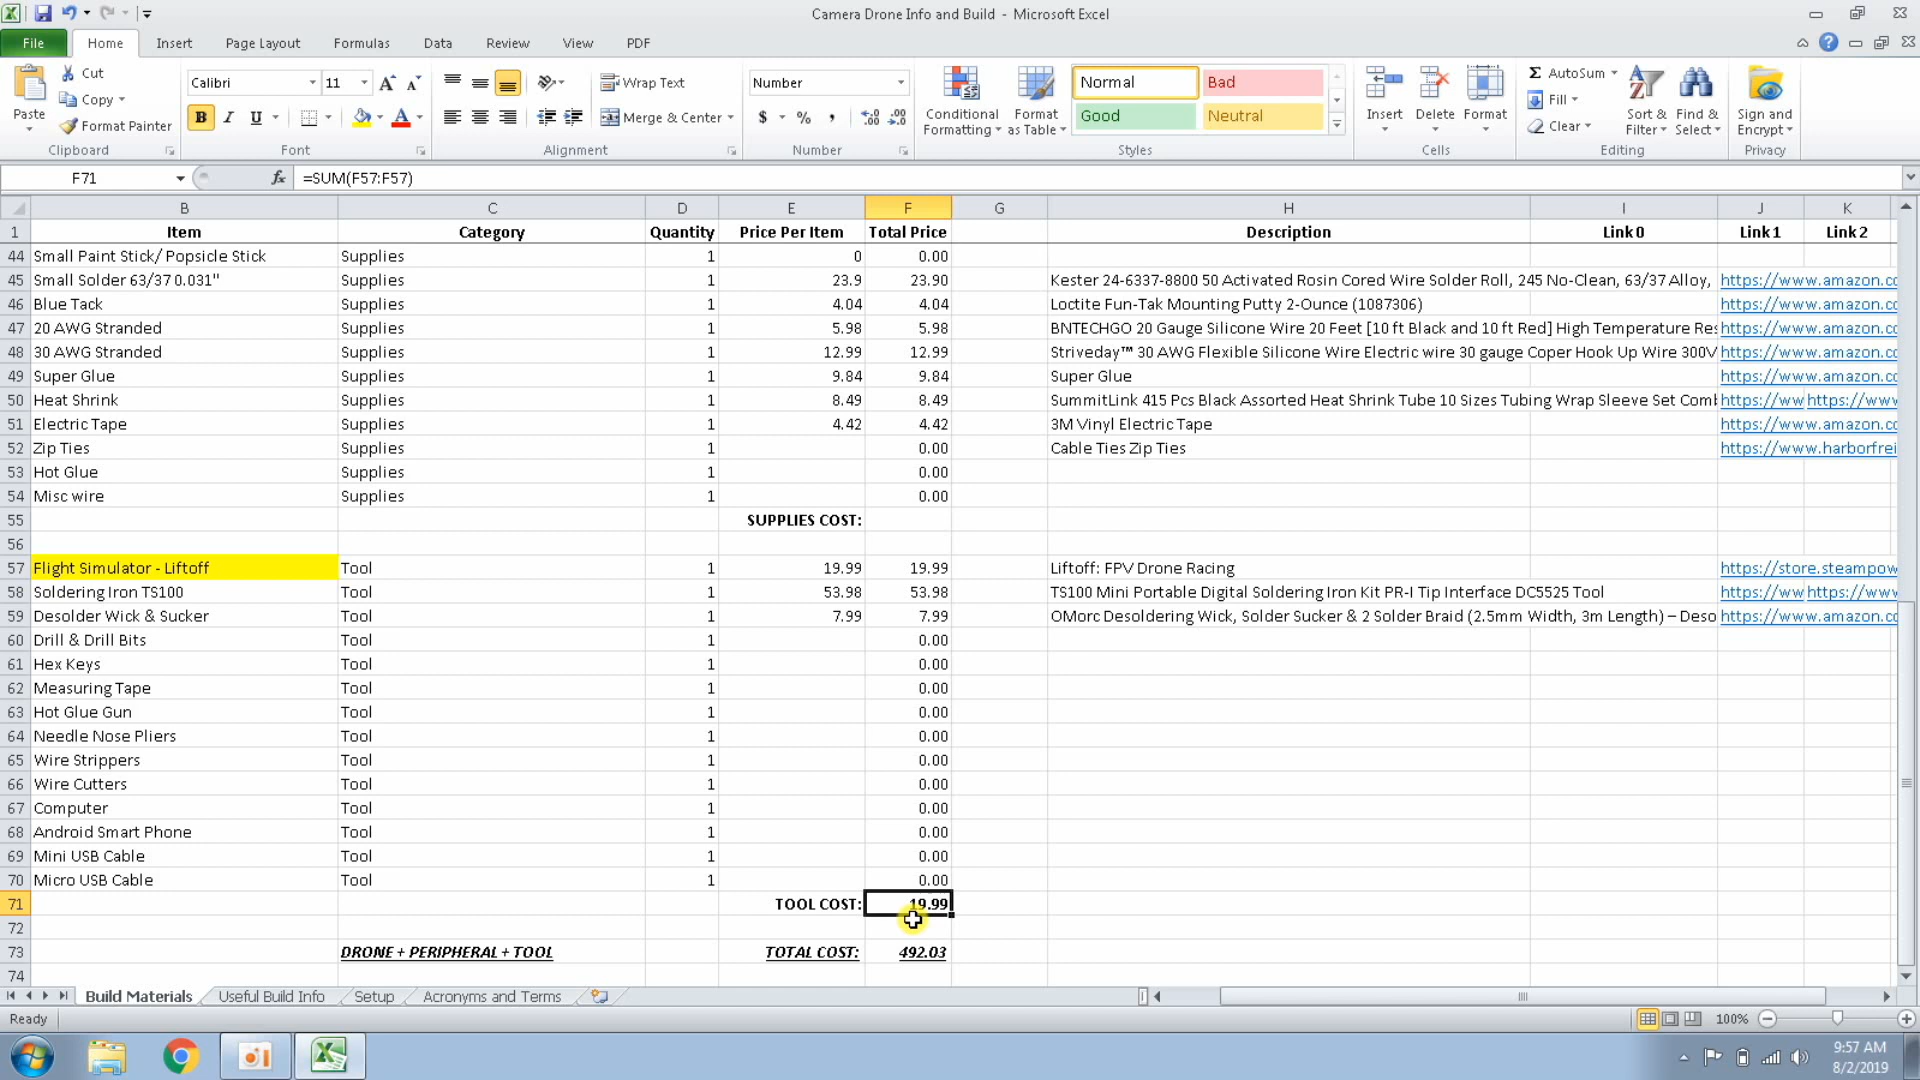 Camera Drone Info and Build - Microsoft Excel
File Home Insert Page Layout Formulas Data Review View PDF
Paste Cut Copy Format Painter Clipboard
Calibri 11 B I U Font
Wrap Text Merge & Center Alignment
Number $ % , Number
Conditional Formatting Format as Table Normal Bad Good Neutral Styles
Insert Delete Format Cells
Σ AutoSum Fill Clear Sort & Filter Find & Select Editing
Sign and Encrypt Privacy
F71 fx =SUM(F57:F57)
B C D E F G H I J K
1 Item Category Quantity Price Per Item Total Price Description Link 0 Link 1 Link 2
44 Small Paint Stick/ Popsicle Stick Supplies 1 0 0.00
45 Small Solder 63/37 0.031" Supplies 1 23.9 23.90 Kester 24-6337-8800 50 Activated Rosin Cored Wire Solder Roll, 245 No-Clean, 63/37 Alloy, https://www.amazon.co
46 Blue Tack Supplies 1 4.04 4.04 Loctite Fun-Tak Mounting Putty 2-Ounce (1087306) https://www.amazon.co
47 20 AWG Stranded Supplies 1 5.98 5.98 BNTECHGO 20 Gauge Silicone Wire 20 Feet [10 ft Black and 10 ft Red] High Temperature Res https://www.amazon.co
48 30 AWG Stranded Supplies 1 12.99 12.99 Striveday™ 30 AWG Flexible Silicone Wire Electric wire 30 gauge Coper Hook Up Wire 300V https://www.amazon.co
49 Super Glue Supplies 1 9.84 9.84 Super Glue https://www.amazon.co
50 Heat Shrink Supplies 1 8.49 8.49 SummitLink 415 Pcs Black Assorted Heat Shrink Tube 10 Sizes Tubing Wrap Sleeve Set Comb https://ww https://www
51 Electric Tape Supplies 1 4.42 4.42 3M Vinyl Electric Tape https://www.amazon.co
52 Zip Ties Supplies 1 0.00 Cable Ties Zip Ties https://www.harborfrei
53 Hot Glue Supplies 1 0.00
54 Misc wire Supplies 1 0.00
55 SUPPLIES COST:
56
57 Flight Simulator - Liftoff Tool 1 19.99 19.99 Liftoff: FPV Drone Racing https://store.steampow
58 Soldering Iron TS100 Tool 1 53.98 53.98 TS100 Mini Portable Digital Soldering Iron Kit PR-I Tip Interface DC5525 Tool https://ww https://www
59 Desolder Wick & Sucker Tool 1 7.99 7.99 OMorc Desoldering Wick, Solder Sucker & 2 Solder Braid (2.5mm Width, 3m Length) – Deso https://www.amazon.co
60 Drill & Drill Bits Tool 1 0.00
61 Hex Keys Tool 1 0.00
62 Measuring Tape Tool 1 0.00
63 Hot Glue Gun Tool 1 0.00
64 Needle Nose Pliers Tool 1 0.00
65 Wire Strippers Tool 1 0.00
66 Wire Cutters Tool 1 0.00
67 Computer Tool 1 0.00
68 Android Smart Phone Tool 1 0.00
69 Mini USB Cable Tool 1 0.00
70 Micro USB Cable Tool 1 0.00
71 TOOL COST: 19.99
72
73 DRONE + PERIPHERAL + TOOL TOTAL COST: 492.03
74
Build Materials Useful Build Info Setup Acronyms and Terms
Ready 100%
9:57 AM
8/2/2019